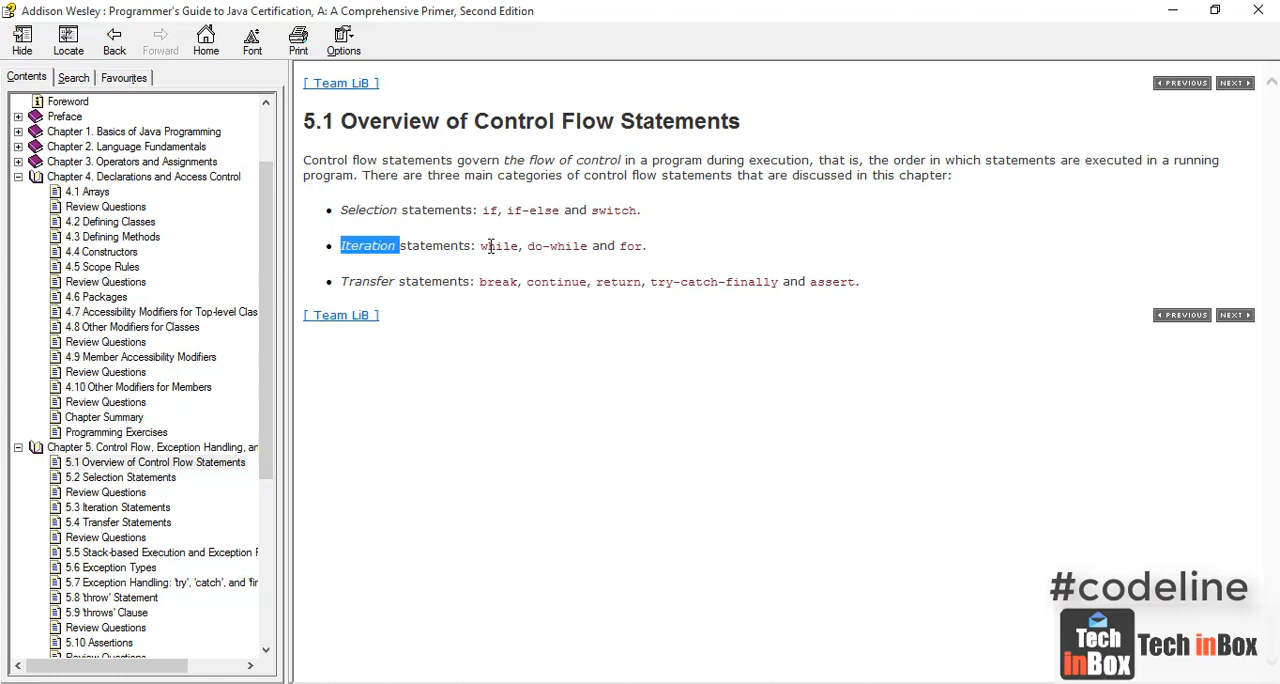 Addison Wesley : Programmer's Guide to Java Certification, A: A Comprehensive Primer, Second Edition
Hide Locate Back Forward Home Font Print Options
Contents Search Favourites
Foreword
Preface
Chapter 1. Basics of Java Programming
Chapter 2. Language Fundamentals
Chapter 3. Operators and Assignments
Chapter 4. Declarations and Access Control
4.1 Arrays
Review Questions
4.2 Defining Classes
4.3 Defining Methods
4.4 Constructors
4.5 Scope Rules
Review Questions
4.6 Packages
4.7 Accessibility Modifiers for Top-level Clas
4.8 Other Modifiers for Classes
Review Questions
4.9 Member Accessibility Modifiers
Review Questions
4.10 Other Modifiers for Members
Review Questions
Chapter Summary
Programming Exercises
Chapter 5. Control Flow, Exception Handling, an
5.1 Overview of Control Flow Statements
5.2 Selection Statements
Review Questions
5.3 Iteration Statements
5.4 Transfer Statements
Review Questions
5.5 Stack-based Execution and Exception F
5.6 Exception Types
5.7 Exception Handling: 'try', 'catch', and 'fin
5.8 'throw' Statement
5.9 'throws' Clause
Review Questions
5.10 Assertions
Review Questions
[ Team LiB ]
PREVIOUS NEXT
5.1 Overview of Control Flow Statements
Control flow statements govern the flow of control in a program during execution, that is, the order in which statements are executed in a running
program. There are three main categories of control flow statements that are discussed in this chapter:
• Selection statements: if, if-else and switch.
• Iteration statements: while, do-while and for.
• Transfer statements: break, continue, return, try-catch-finally and assert.
[ Team LiB ]
PREVIOUS NEXT
#codeline
Tech
inBox
Tech inBox